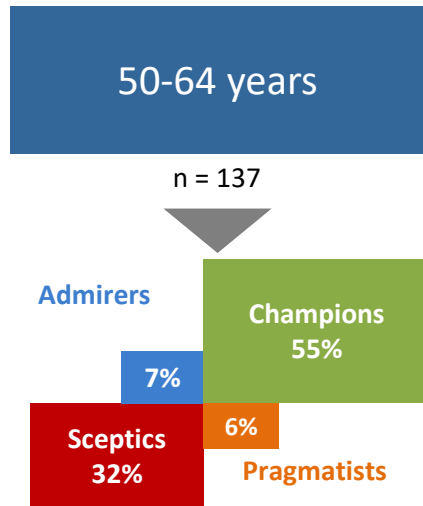 50-64 years
n = 137
Admirers
Champions
55%
7%
Sceptics
32%
6%
Pragmatists